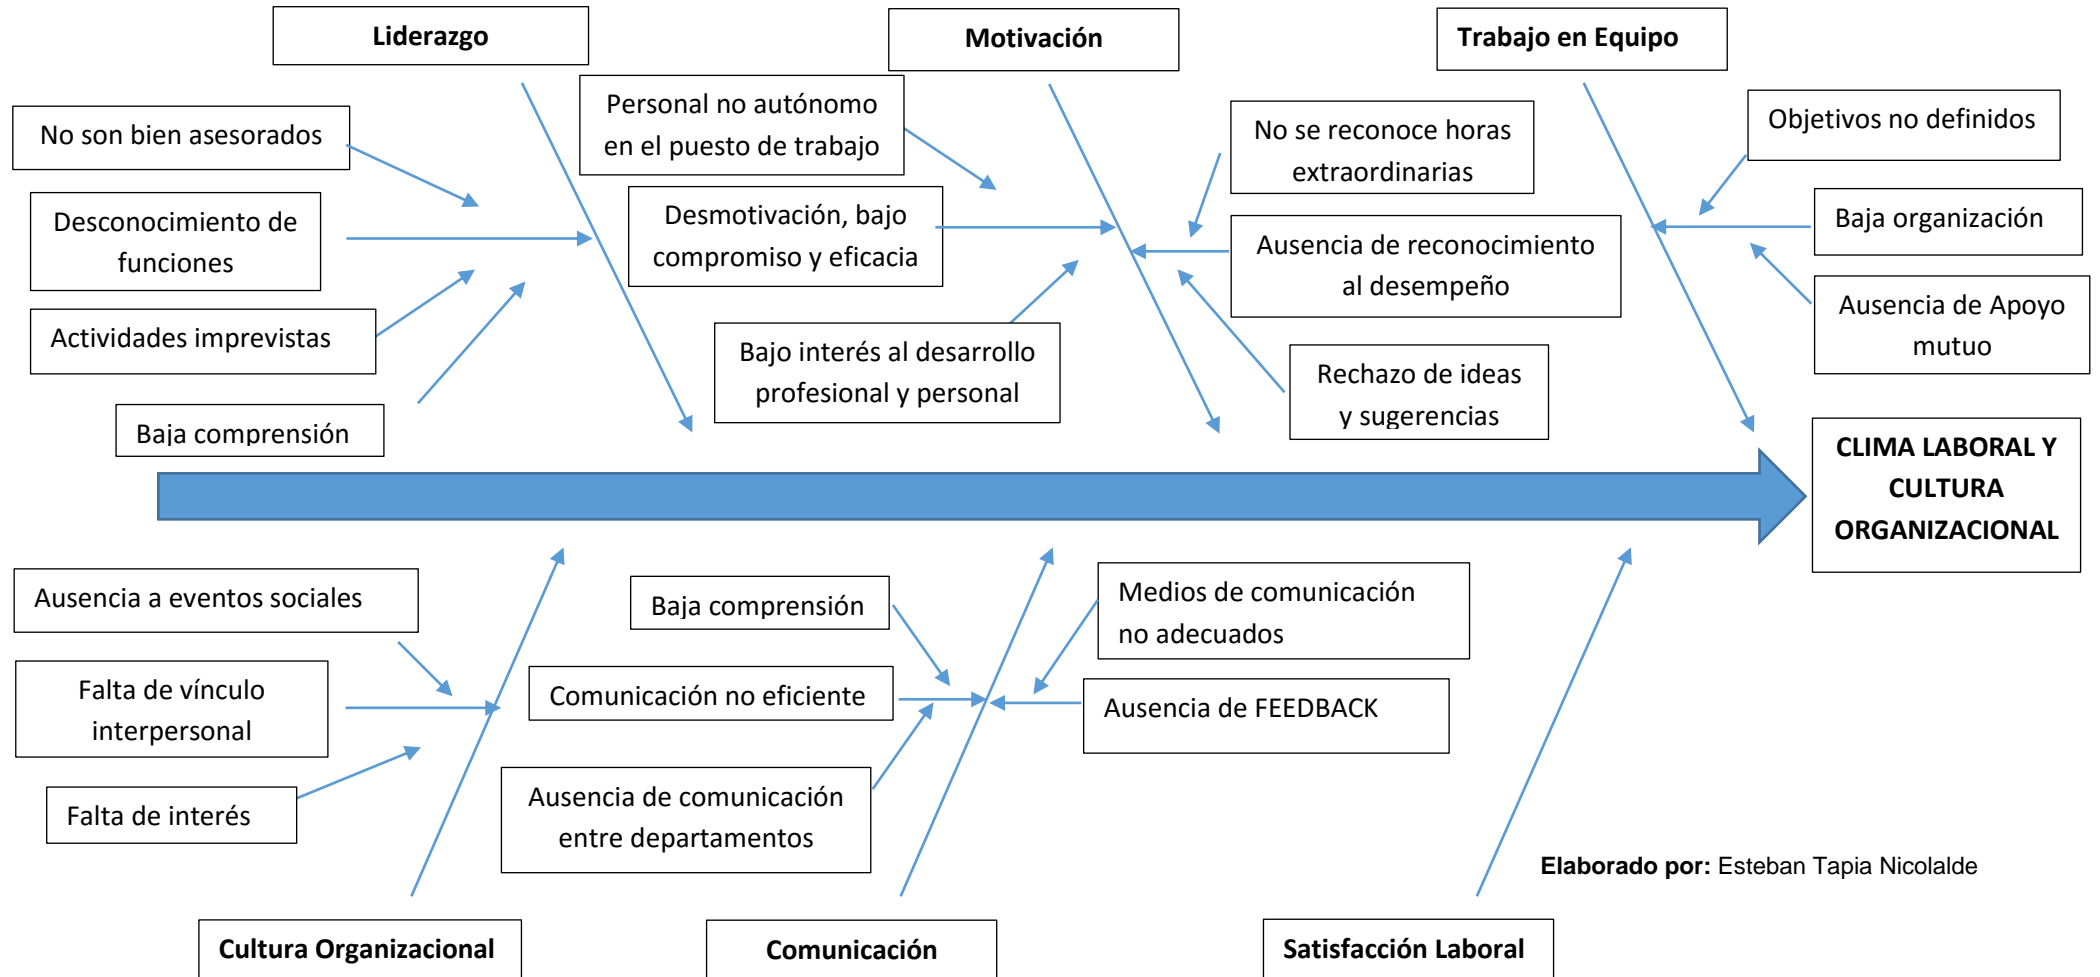 Liderazgo
Motivación
Trabajo en Equipo
No son bien asesorados
Desconocimiento de
funciones
Actividades imprevistas
Baja comprensión
Personal no autónomo
en el puesto de trabajo
Desmotivación, bajo
compromiso y eficacia
Bajo interés al desarrollo
profesional y personal
No se reconoce horas
extraordinarias
Ausencia de reconocimiento
al desempeño
Rechazo de ideas
y sugerencias
Objetivos no definidos
Baja organización
Ausencia de Apoyo
mutuo
CLIMA LABORAL Y
CULTURA
ORGANIZACIONAL
Ausencia a eventos sociales
Falta de vínculo
interpersonal
Falta de interés
Baja comprensión
Comunicación no eficiente
Ausencia de comunicación
entre departamentos
Medios de comunicación
no adecuados
Ausencia de FEEDBACK
Elaborado por: Esteban Tapia Nicolalde
Cultura Organizacional
Comunicación
Satisfacción Laboral